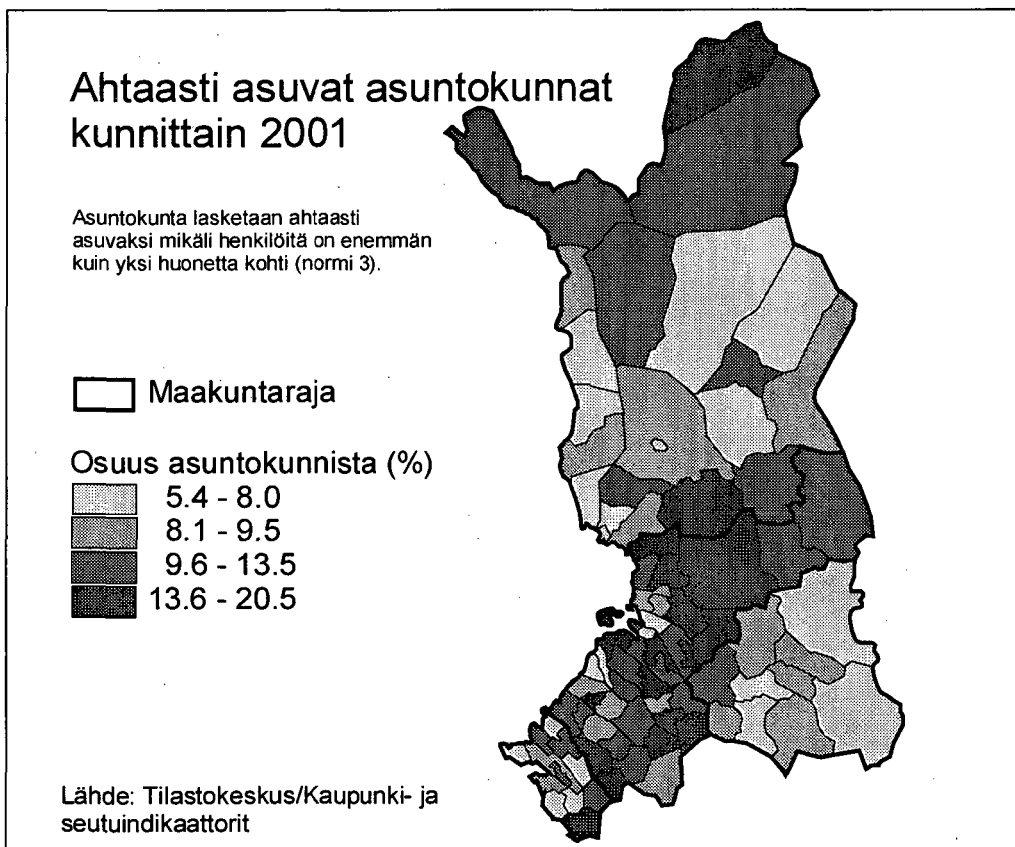 Ahtaasti asuvat asuntokunnat
kunnittain 2001
Asuntokunta lasketaan ahtaasti
asuvaksi mikäli henkilöitä on enemmän
kuin yksi huonetta kohti (normi 3).
Maakuntaraja
Osuus asuntokunnista (%)
5.4 - 8.0
8.1 - 9.5
9.6 - 13.5
13.6 - 20.5
Lähde: Tilastokeskus/Kaupunki- ja
seutuindikaattorit